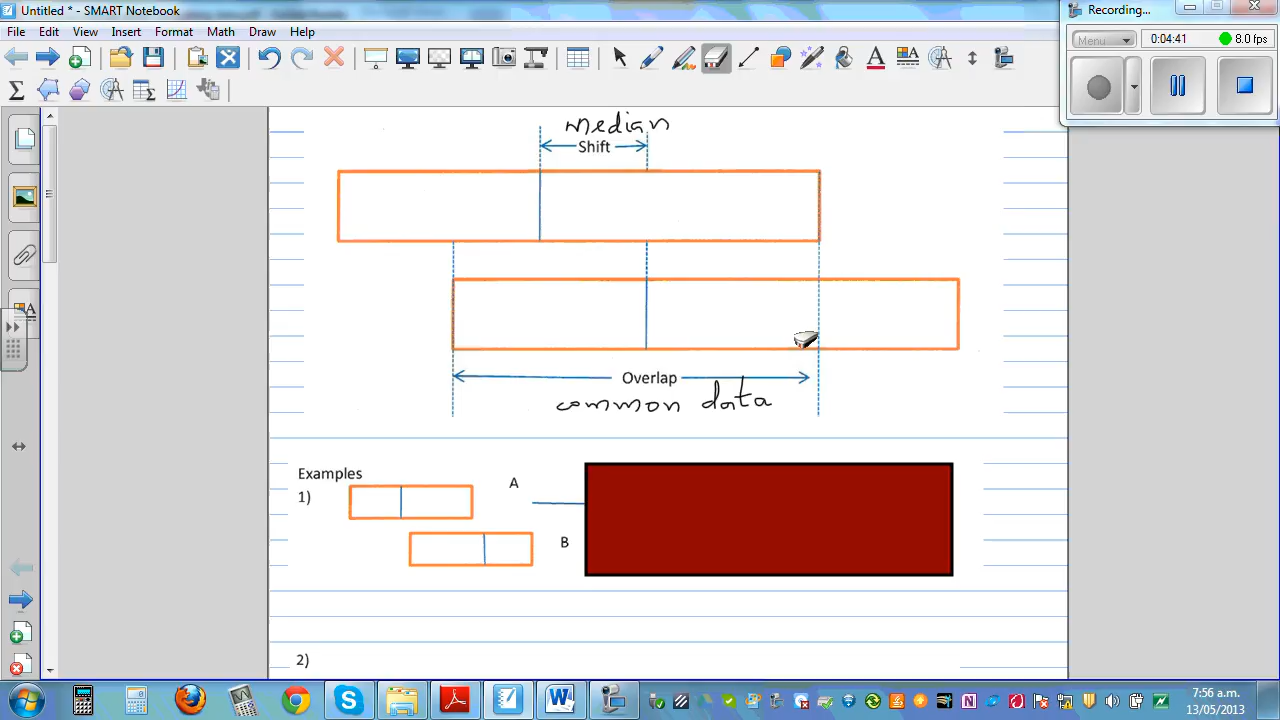 Untitled * - SMART Notebook
Recording...
File Edit View Insert Format Math Draw Help
Menu
0:04:41
8.0 fps
median
Shift
Overlap
common data
Examples
1)
A
B
2)
7:56 a.m.
13/05/2013